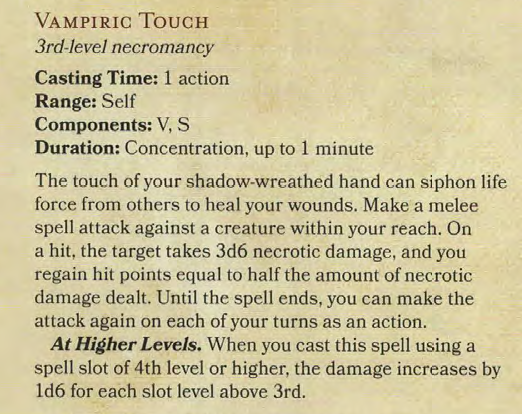 VAMPIRIC TOUCH
3rd-level necromancy
Casting Time: 1 action
Range: Self
Components: V, S
Duration: Concentration, up to 1 minute
The touch of your shadow-wreathed hand can siphon life
force from others to heal your wounds. Make a melee
spell attack against a creature within your reach. On
a hit, the target takes 3d6 necrotic damage, and you
regain hit points equal to half the amount of necrotic
damage dealt. Until the spell ends, you can make the
attack again on each of your turns as an action.
At Higher Levels. When you cast this spell using a
spell slot of 4th level or higher, the damage increases by
1d6 for each slot level above 3rd.